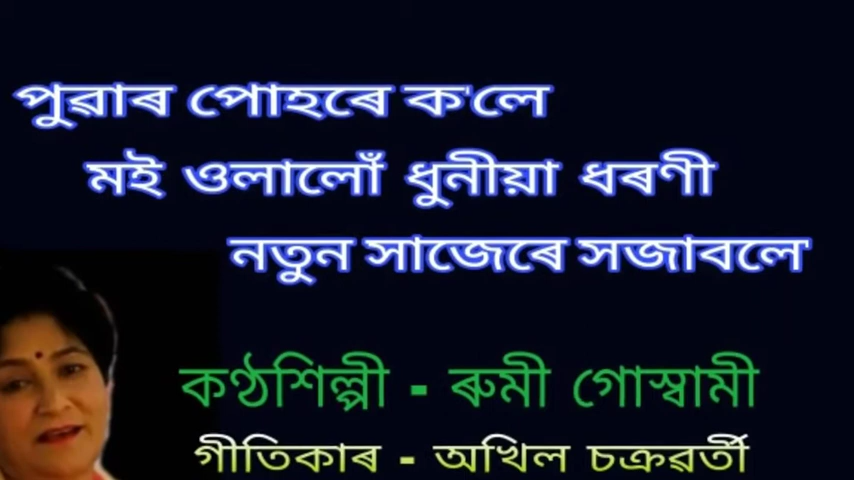 পুৱাৰ পোহৰে ক'লে
মই ওলালোঁ ধুনীয়া ধৰণী
নতুন সাজেৰে সজাবলে'
কণ্ঠশিল্পী - ৰুমী গোস্বামী
গীতিকাৰ - অখিল চক্ৰৱৰ্তী